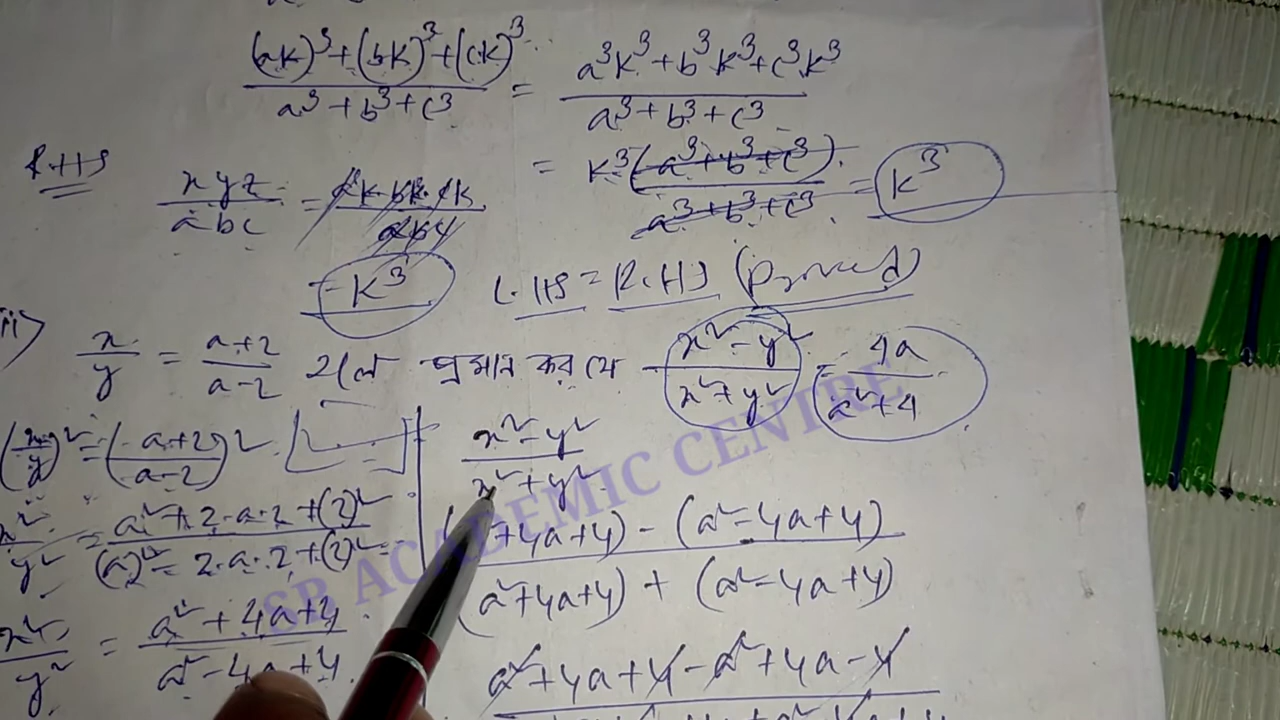 (ak)³+(bk)³+(ck)³ / a³+b³+c³ = a³k³+b³k³+c³k³ / a³+b³+c³
= k³(a³+b³+c³) / a³+b³+c³ = k³
R.H.S xyz / abc = ak·bk·ck / abc
= k³ L.HS = R.HS (Proved)
x/y = a+2 / a-2 হলে প্রমান কর যে x²-y² / x²+y² = 4a / a²+4
(x/y)² = (a+2 / a-2)²
x² / y² = a²+2·a·2+(2)² / (a)²-2·a·2+(2)²
x² / y² = a²+4a+4 / a²-4a+4
x²-y² / x²+y²
+4a+4) - (a²-4a+4) / (a²+4a+4) + (a²-4a+4)
a²+4a+4-a²+4a-4
SP ACADEMIC CENTRE